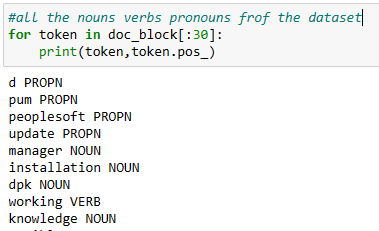 #all the nouns verbs pronouns frof the dataset
for token in doc_block[:30]:
    print(token,token.pos_)
d PROPN
pum PROPN
peoplesoft PROPN
update PROPN
manager NOUN
installation NOUN
dpk NOUN
working VERB
knowledge NOUN